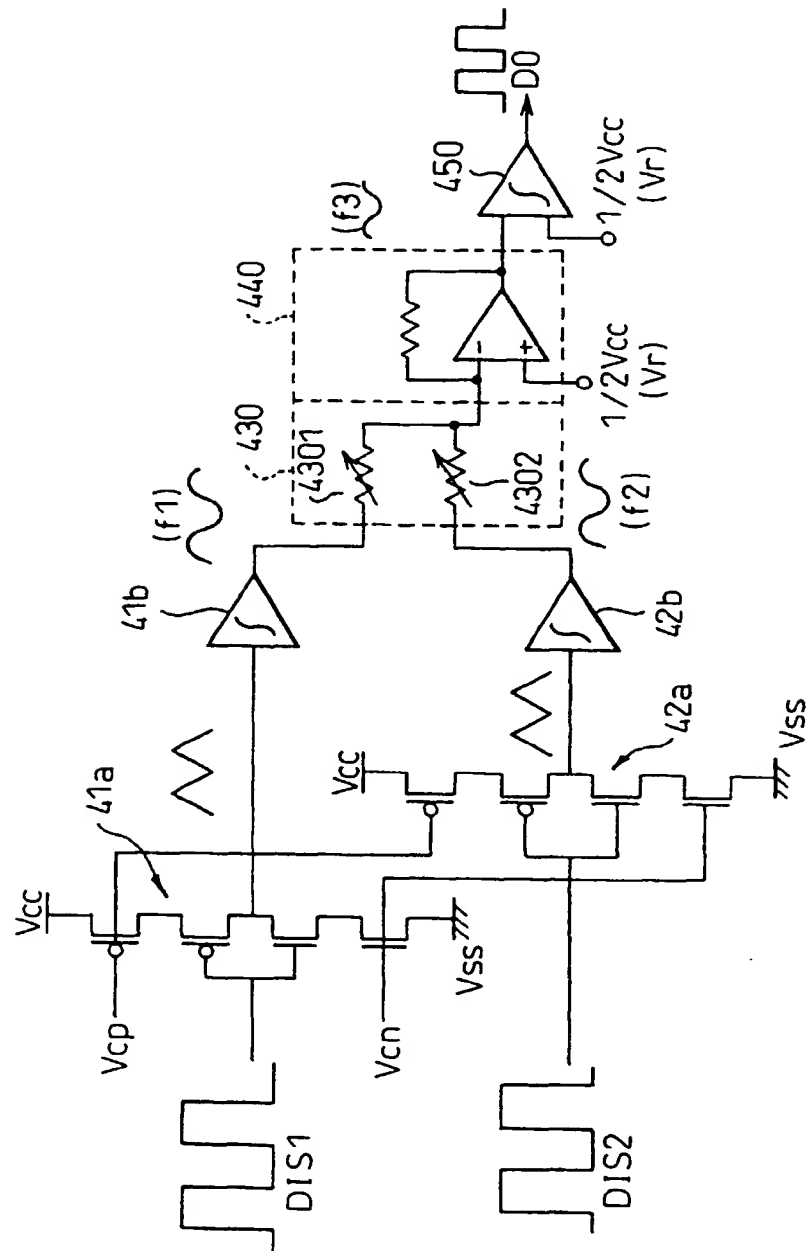 DIS1
DIS2
Vcp
Vcn
Vcc
41a
Vss
Vcc
42a
Vss
41b
42b
(f1)
(f2)
430
4301
4302
440
-
+
1/2Vcc
(Vr)
(f3)
450
1/2Vcc
(Vr)
DO